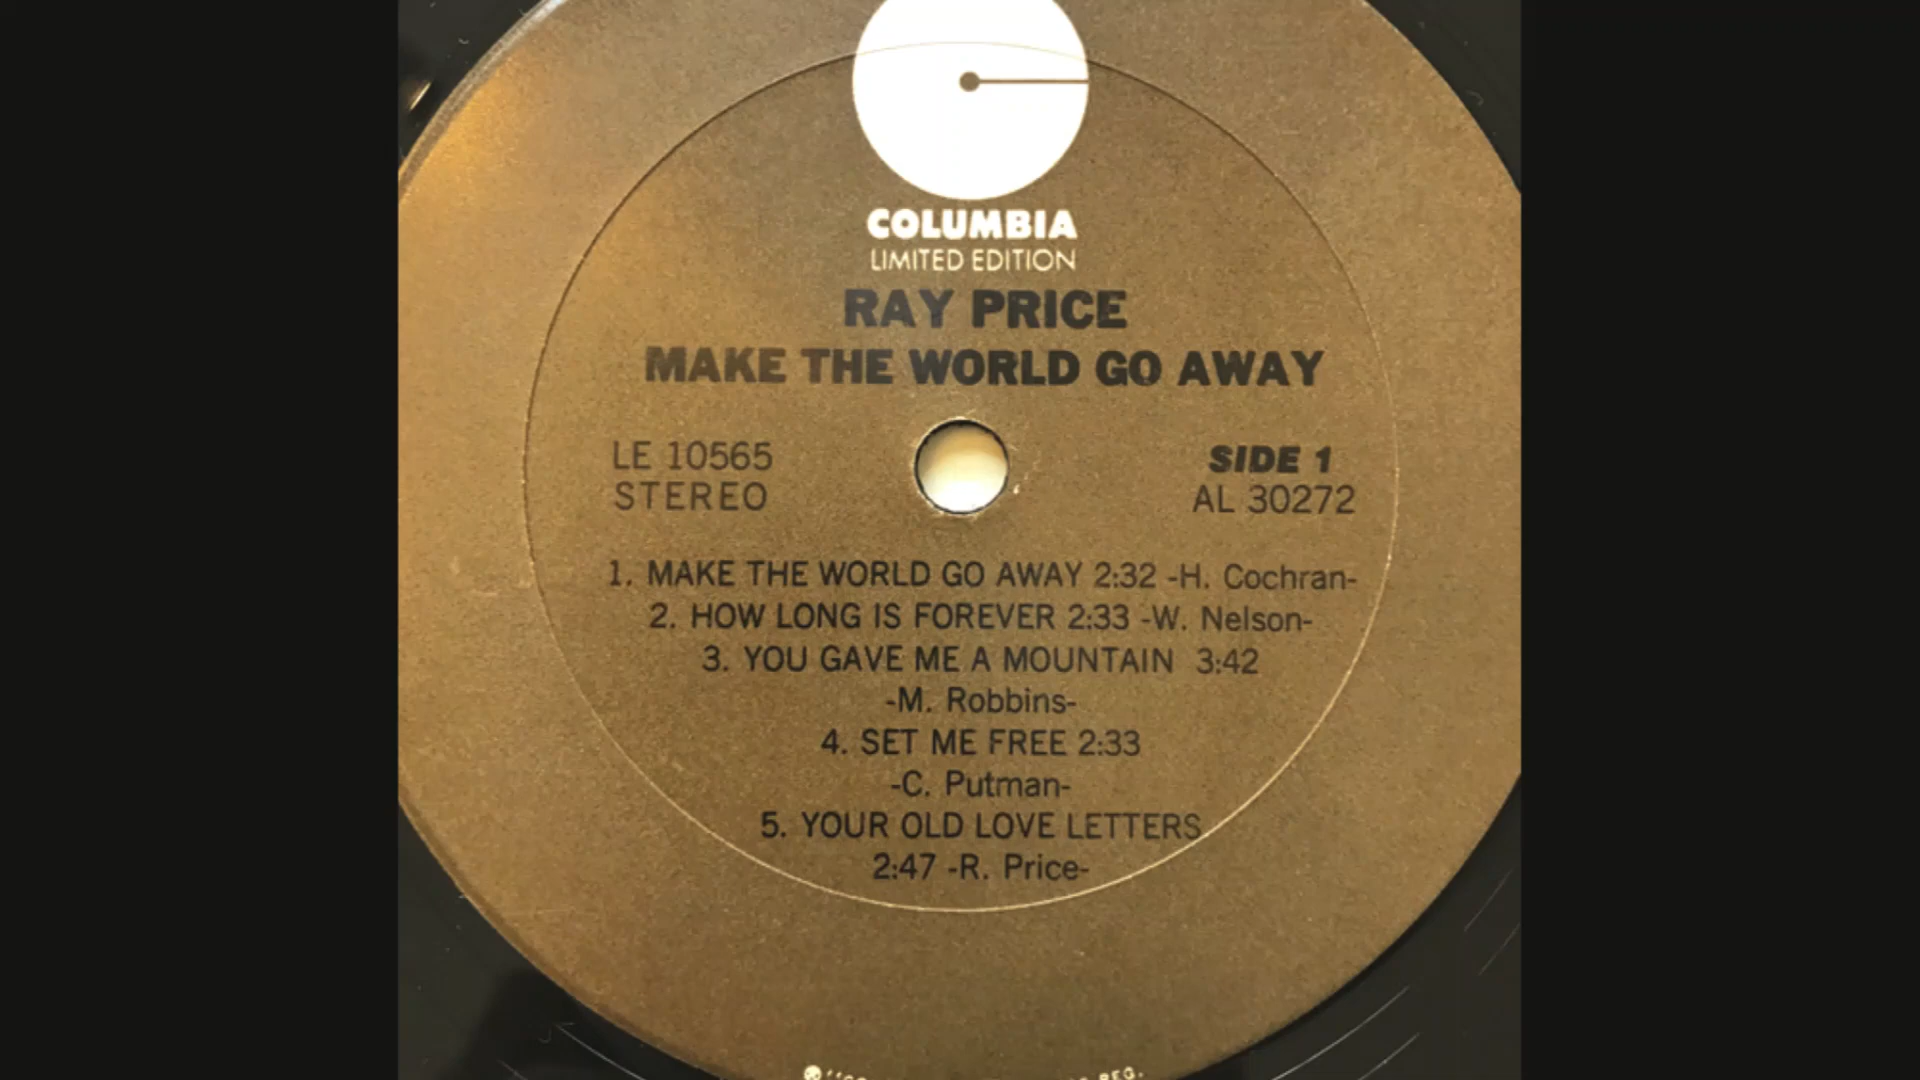 COLUMBIA
LIMITED EDITION
RAY PRICE
MAKE THE WORLD GO AWAY
LE 10565
STEREO
SIDE 1
AL 30272
1. MAKE THE WORLD GO AWAY 2:32 -H. Cochran-
2. HOW LONG IS FOREVER 2:33 -W. Nelson-
3. YOU GAVE ME A MOUNTAIN 3:42
-M. Robbins-
4. SET ME FREE 2:33
-C. Putman-
5. YOUR OLD LOVE LETTERS
2:47 -R. Price-
REG.